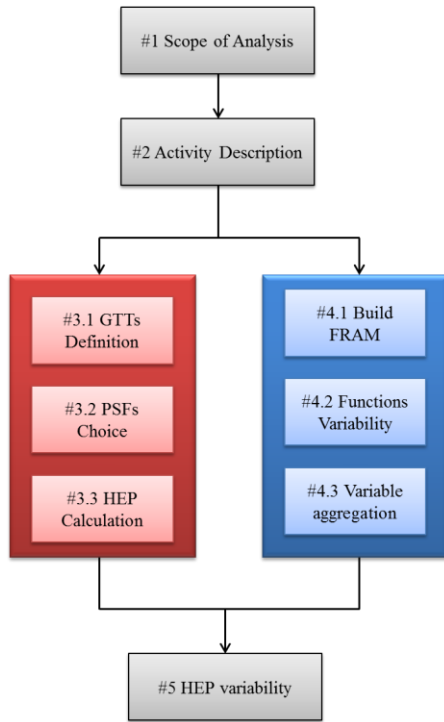 #1 Scope of Analysis
#2 Activity Description
#3.1 GTTs
Definition
#3.2 PSFs
Choice
#3.3 HEP
Calculation
#4.1 Build
FRAM
#4.2 Functions
Variability
#4.3 Variable
aggregation
#5 HEP variability